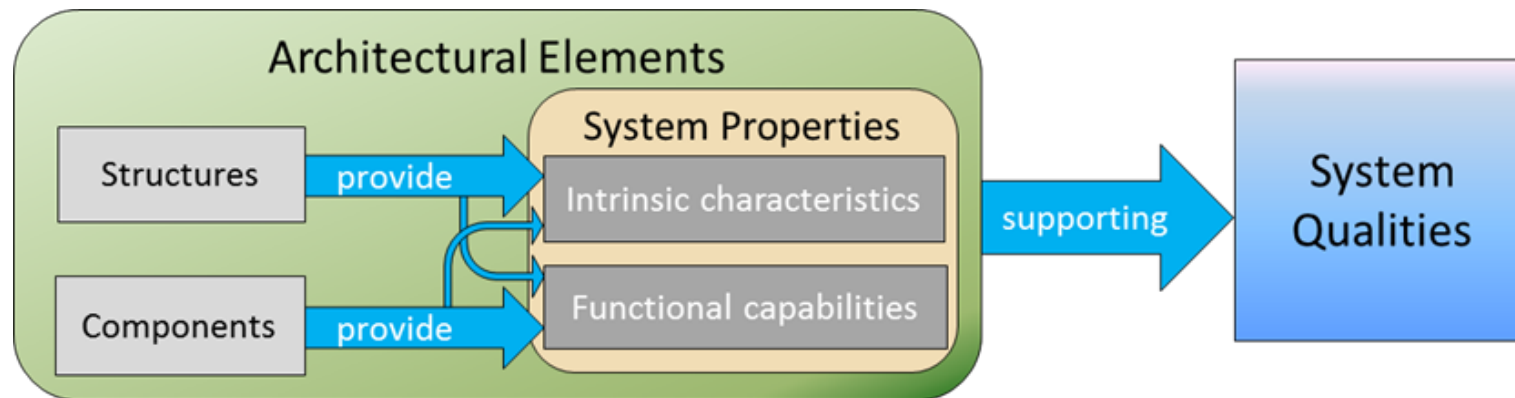 Architectural Elements
System Properties
Structures
provide
Intrinsic characteristics
supporting
System
Qualities
Components
provide
Functional capabilities